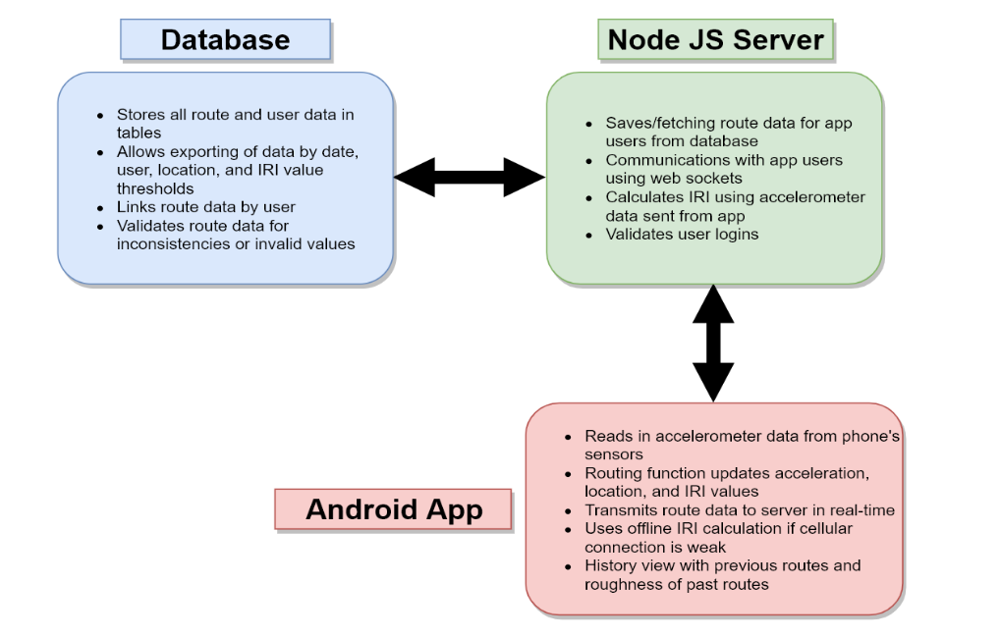 Database
• Stores all route and user data in
tables
• Allows exporting of data by date,
user, location, and IRI value
thresholds
• Links route data by user
• Validates route data for
inconsistencies or invalid values
Node JS Server
• Saves/fetching route data for app
users from database
• Communications with app users
using web sockets
• Calculates IRI using accelerometer
data sent from app
• Validates user logins
Android App
• Reads in accelerometer data from phone's
sensors
• Routing function updates acceleration,
location, and IRI values
• Transmits route data to server in real-time
• Uses offline IRI calculation if cellular
connection is weak
• History view with previous routes and
roughness of past routes